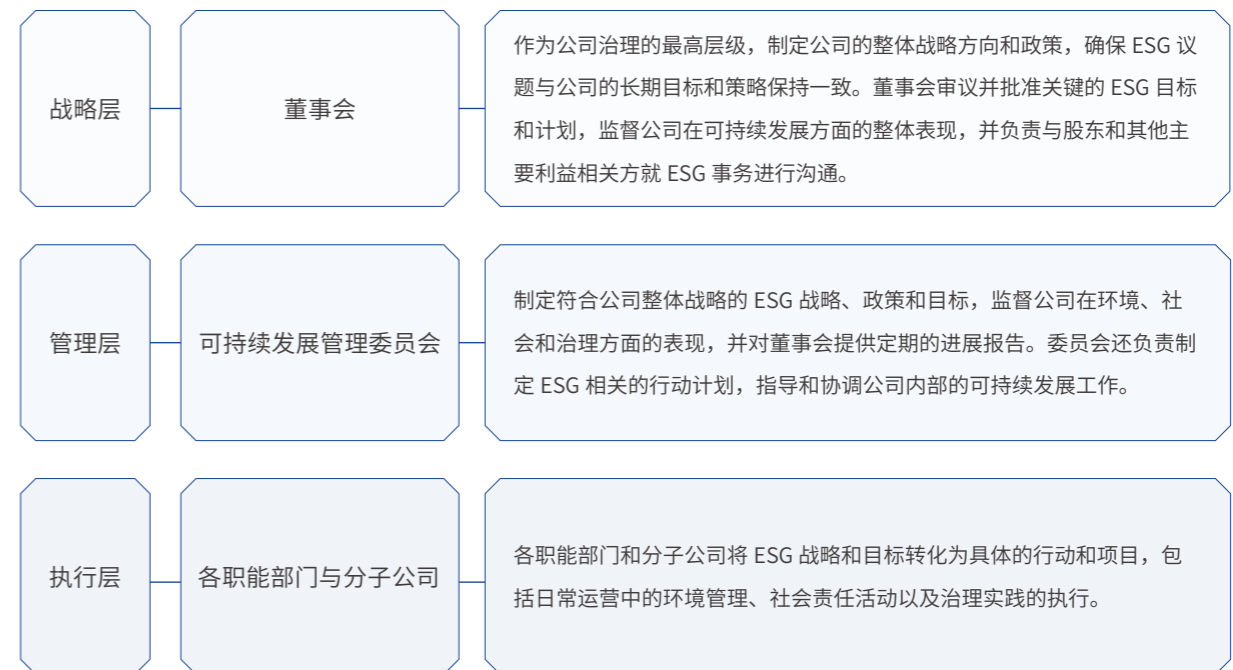 战略层
董事会
作为公司治理的最高层级，制定公司的整体战略方向和政策，确保 ESG 议
题与公司的长期目标和策略保持一致。董事会审议并批准关键的 ESG 目标
和计划，监督公司在可持续发展方面的整体表现，并负责与股东和其他主
要利益相关方就 ESG 事务进行沟通。
管理层
可持续发展管理委员会
制定符合公司整体战略的 ESG 战略、政策和目标，监督公司在环境、社
会和治理方面的表现，并对董事会提供定期的进展报告。委员会还负责制
定 ESG 相关的行动计划，指导和协调公司内部的可持续发展工作。
执行层
各职能部门与分子公司
各职能部门和分子公司将 ESG 战略和目标转化为具体的行动和项目，包
括日常运营中的环境管理、社会责任活动以及治理实践的执行。